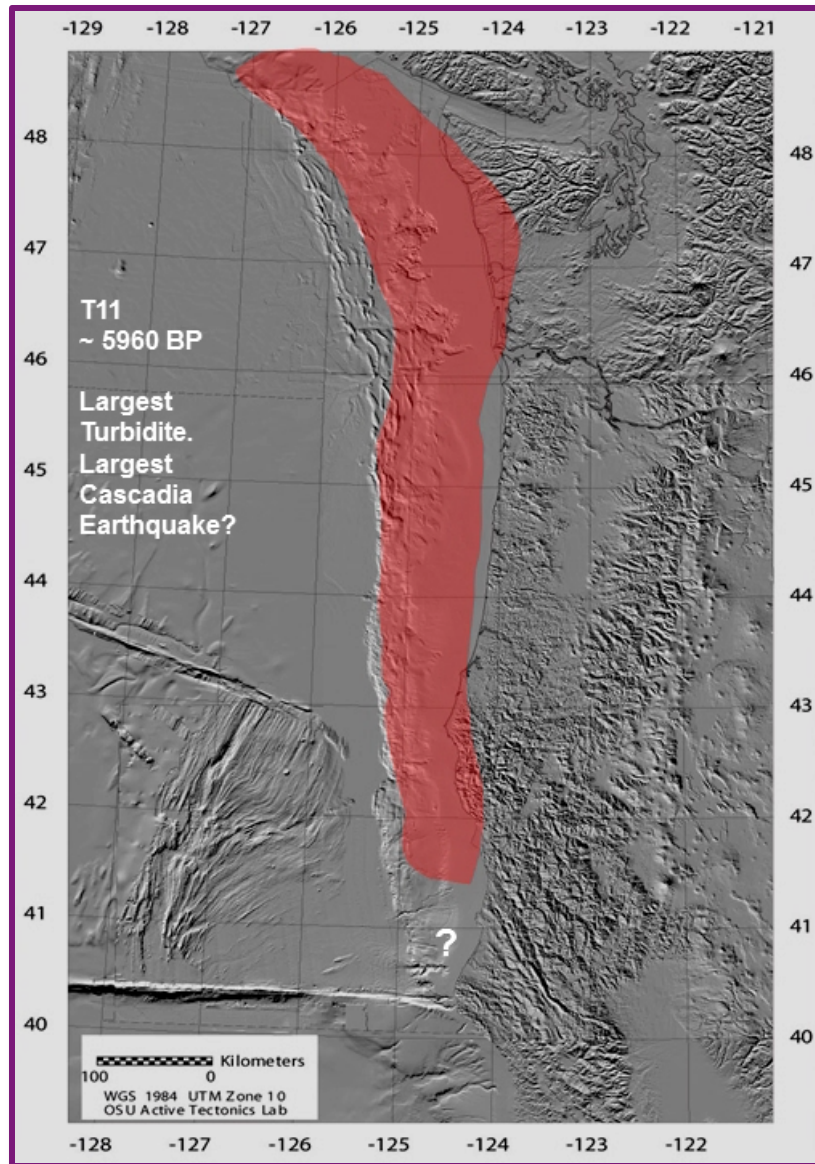 -129 -128 -127 -126 -125 -124 -123 -122 -121
48 48
47 47
T11
~ 5960 BP
46 46
Largest
Turbidite.
Largest
Cascadia
Earthquake?
45 45
44 44
43 43
42 42
41 41
?
40 40
Kilometers
100 0
WGS 1984 UTM Zone 10
OSU Active Tectonics Lab
-128 -127 -126 -125 -124 -123 -122